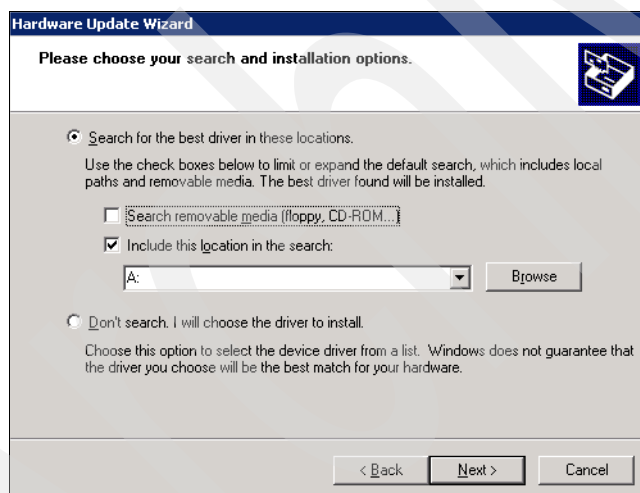 Hardware Update Wizard
Please choose your search and installation options.
Search for the best driver in these locations.
Use the check boxes below to limit or expand the default search, which includes local
paths and removable media. The best driver found will be installed.
Search removable media (floppy, CD-ROM...)
Include this location in the search:
A:
Browse
Don't search. I will choose the driver to install.
Choose this option to select the device driver from a list. Windows does not guarantee that
the driver you choose will be the best match for your hardware.
< Back
Next >
Cancel